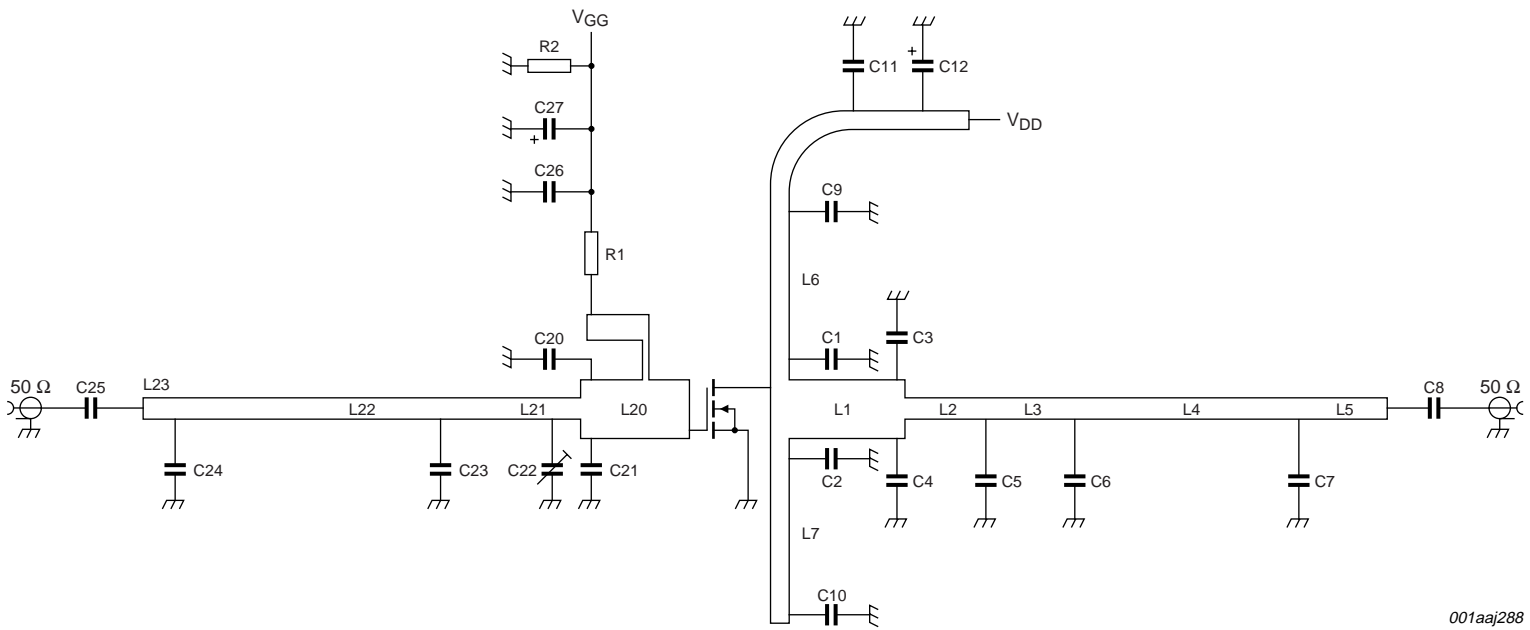 VGG
R2
C11
+
C12
C27
+
VDD
C26
C9
R1
L6
C20
C1
C3
50 Ω
C25
L23
L22
L21
L20
L1
L2
L3
L4
L5
C8
50 Ω
C24
C23
C22
C21
C2
C4
C5
C6
C7
L7
C10
001aaj288